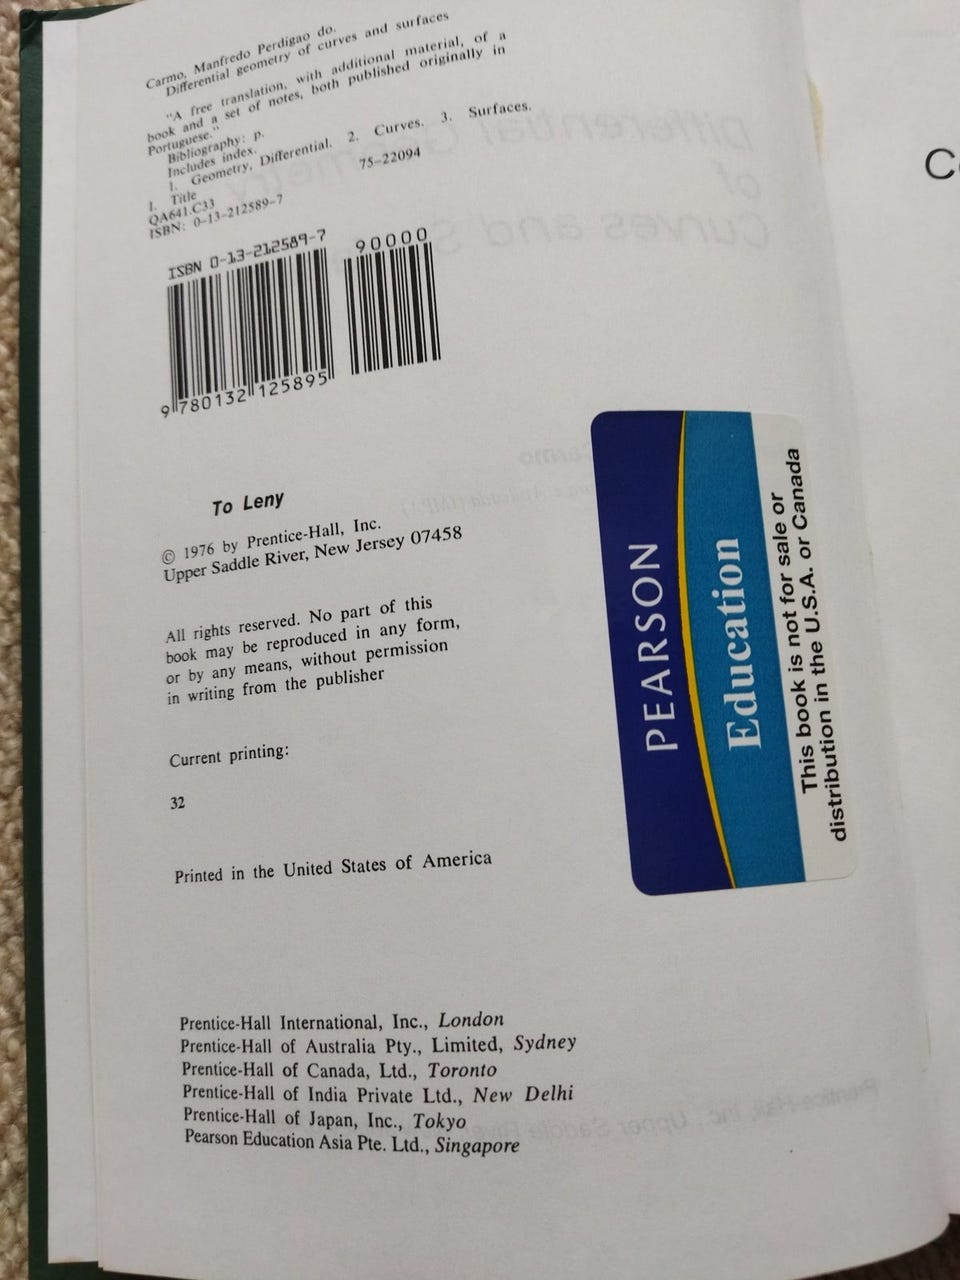 Carmo, Manfredo Perdigao do.
Differential geometry of curves and surfaces
"A free translation, with additional material, of a
book and a set of notes, both published originally in
Portuguese."
Bibliography: p.
Includes index.
1. Geometry, Differential. 2. Curves. 3. Surfaces.
I. Title
QA641.C33 75-22094
ISBN: 0-13-212589-7
ISBN 0-13-212589-7
90000
9 780132 125895
To Leny
© 1976 by Prentice-Hall, Inc.
Upper Saddle River, New Jersey 07458
All rights reserved. No part of this
book may be reproduced in any form,
or by any means, without permission
in writing from the publisher
Current printing:
32
Printed in the United States of America
Prentice-Hall International, Inc., London
Prentice-Hall of Australia Pty., Limited, Sydney
Prentice-Hall of Canada, Ltd., Toronto
Prentice-Hall of India Private Ltd., New Delhi
Prentice-Hall of Japan, Inc., Tokyo
Pearson Education Asia Pte. Ltd., Singapore
PEARSON
Education
This book is not for sale or
distribution in the U.S.A. or Canada